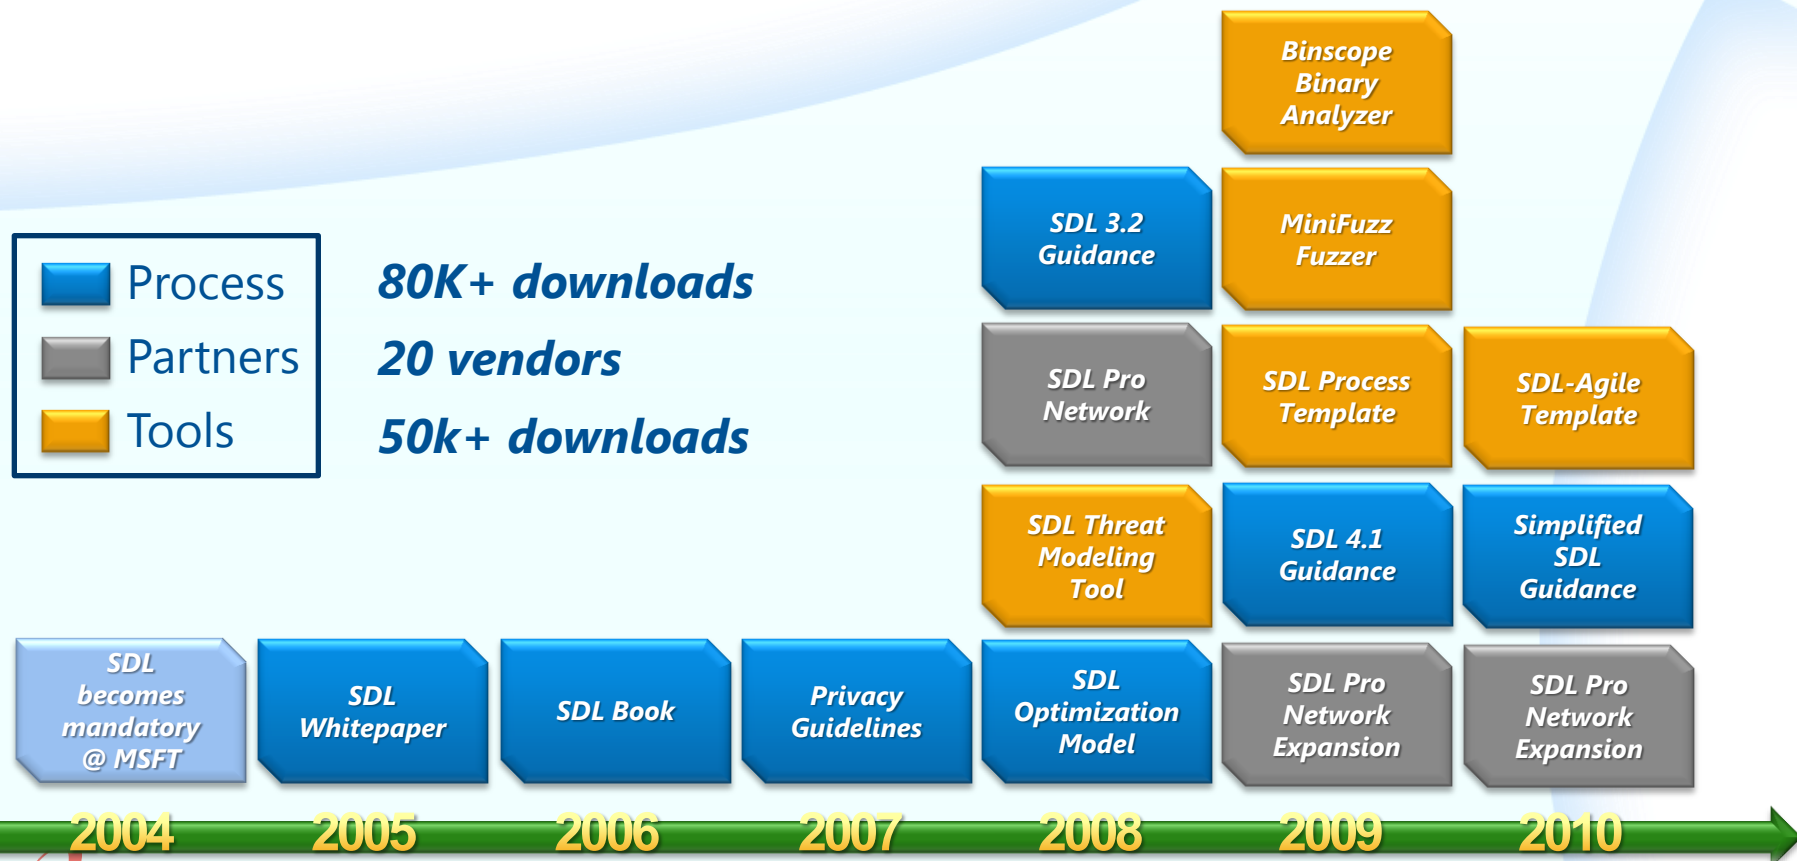 Binscope
Binary
Analyzer
SDL 3.2
Guidance
MiniFuzz
Fuzzer
Process
80K+ downloads
Partners
20 vendors
Tools
50k+ downloads
SDL Pro
Network
SDL Process
Template
SDL-Agile
Template
SDL Threat
Modeling
Tool
SDL 4.1
Guidance
Simplified
SDL
Guidance
SDL
becomes
mandatory
@ MSFT
SDL
Whitepaper
SDL Book
Privacy
Guidelines
SDL
Optimization
Model
SDL Pro
Network
Expansion
SDL Pro
Network
Expansion
2004
2005
2006
2007
2008
2009
2010